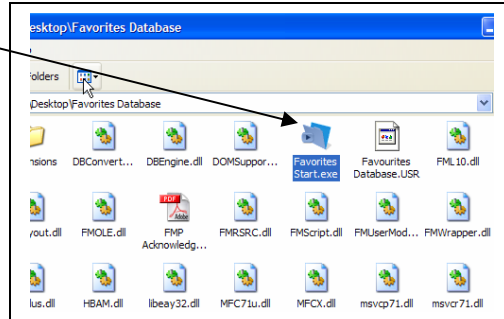 esktop\Favorites Database
olders
\Desktop\Favorites Database
nsions DBConvert... DBEngine.dll DOMSuppor... Favorites Start.exe Favourites Database.USR FML10.dll
yout.dll FMOLE.dll FMP Acknowledg... FMRSRC.dll FMScript.dll FMUserMod... FMWrapper.dll
PDF
Adobe
lus.dll HBAM.dll libeay32.dll MFC71u.dll MFCX.dll msvcp71.dll msvcr71.dll